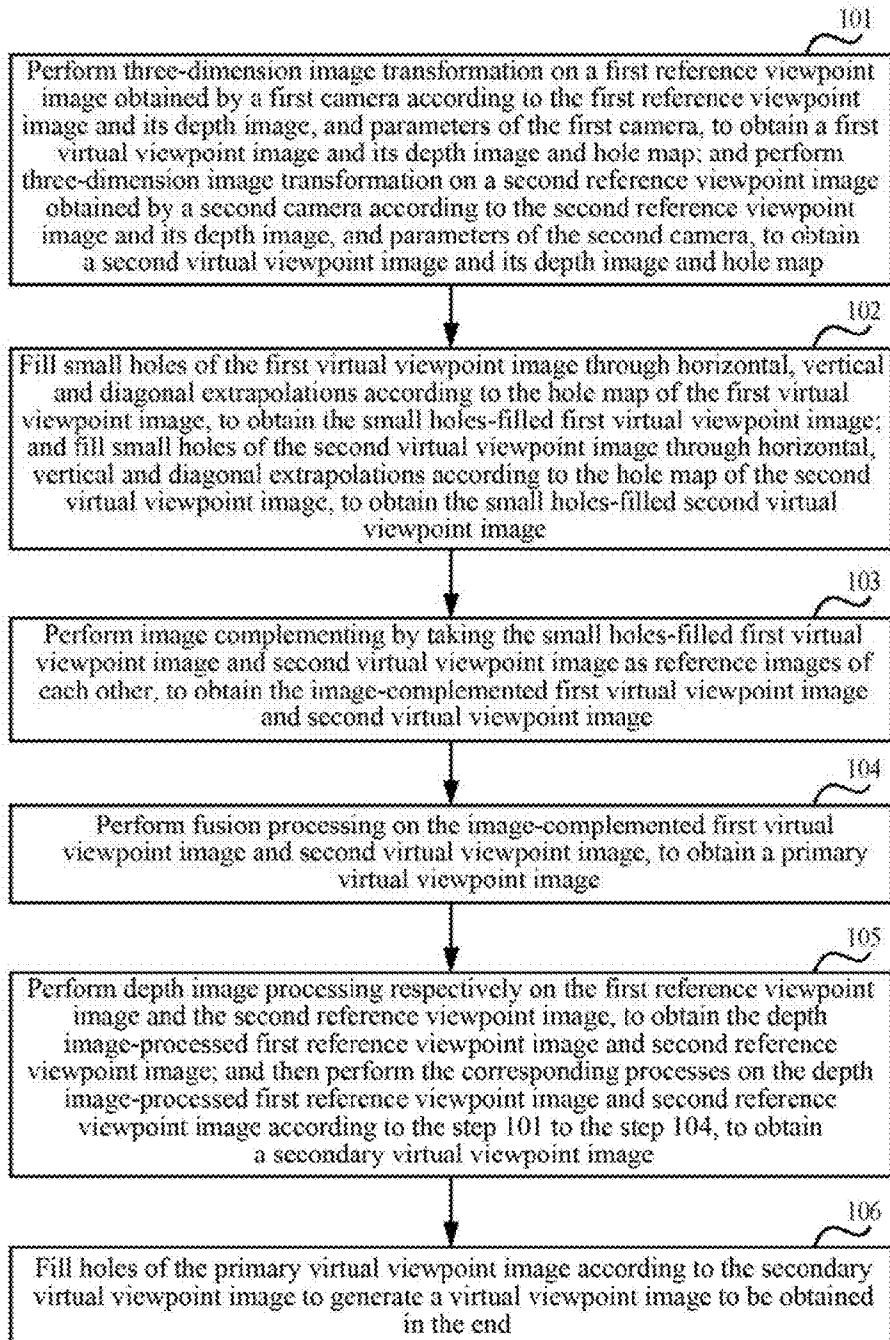 101
Perform three-dimension image transformation on a first reference viewpoint
image obtained by a first camera according to the first reference viewpoint
image and its depth image, and parameters of the first camera, to obtain a first
virtual viewpoint image and its depth image and hole map; and perform
three-dimension image transformation on a second reference viewpoint image
obtained by a second camera according to the second reference viewpoint
image and its depth image, and parameters of the second camera, to obtain
a second virtual viewpoint image and its depth image and hole map
102
Fill small holes of the first virtual viewpoint image through horizontal, vertical
and diagonal extrapolations according to the hole map of the first virtual
viewpoint image, to obtain the small holes-filled first virtual viewpoint image;
and fill small holes of the second virtual viewpoint image through horizontal,
vertical and diagonal extrapolations according to the hole map of the second
virtual viewpoint image, to obtain the small holes-filled second virtual
viewpoint image
103
Perform image complementing by taking the small holes-filled first virtual
viewpoint image and second virtual viewpoint image as reference images of
each other, to obtain the image-complemented first virtual viewpoint image
and second virtual viewpoint image
104
Perform fusion processing on the image-complemented first virtual
viewpoint image and second virtual viewpoint image, to obtain a primary
virtual viewpoint image
105
Perform depth image processing respectively on the first reference viewpoint
image and the second reference viewpoint image, to obtain the depth
image-processed first reference viewpoint image and second reference
viewpoint image; and then perform the corresponding processes on the depth
image-processed first reference viewpoint image and second reference
viewpoint image according to the step 101 to the step 104, to obtain
a secondary virtual viewpoint image
106
Fill holes of the primary virtual viewpoint image according to the secondary
virtual viewpoint image to generate a virtual viewpoint image to be obtained
in the end